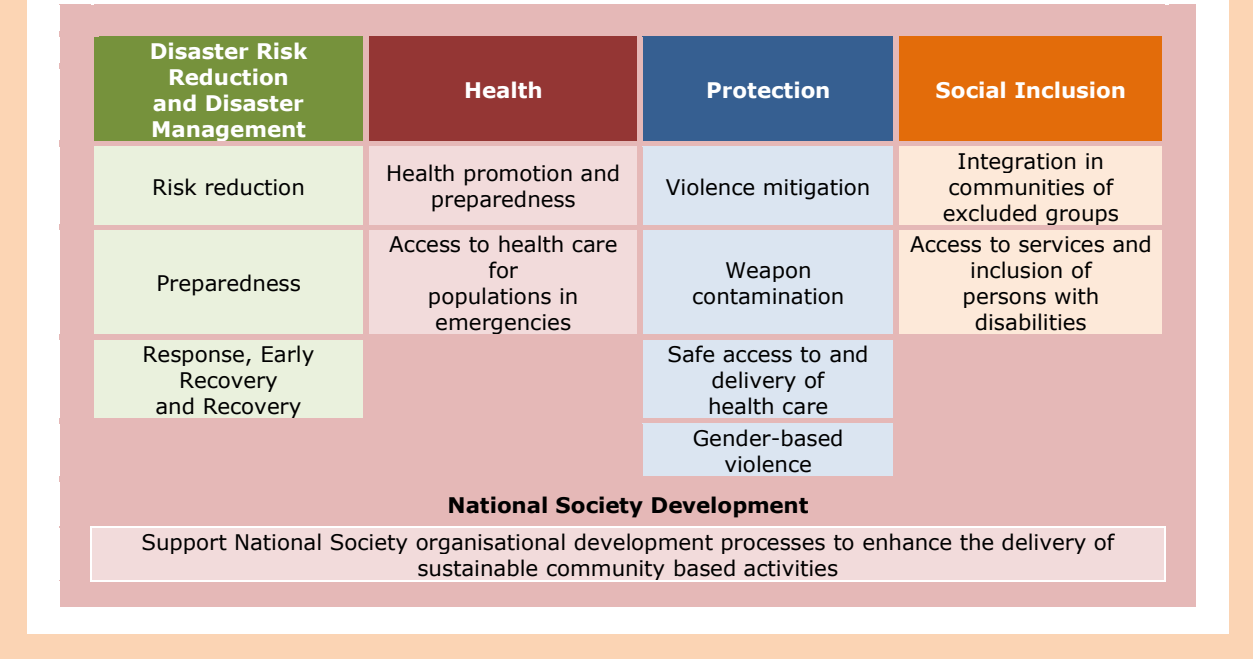 Disaster Risk
Reduction
and Disaster
Management
Health
Protection
Social Inclusion
Risk reduction
Health promotion and
preparedness
Violence mitigation
Integration in
communities of
excluded groups
Preparedness
Access to health care
for
populations in
emergencies
Weapon
contamination
Access to services and
inclusion of
persons with
disabilities
Response, Early
Recovery
and Recovery
Safe access to and
delivery of
health care
Gender-based
violence
National Society Development
Support National Society organisational development processes to enhance the delivery of
sustainable community based activities